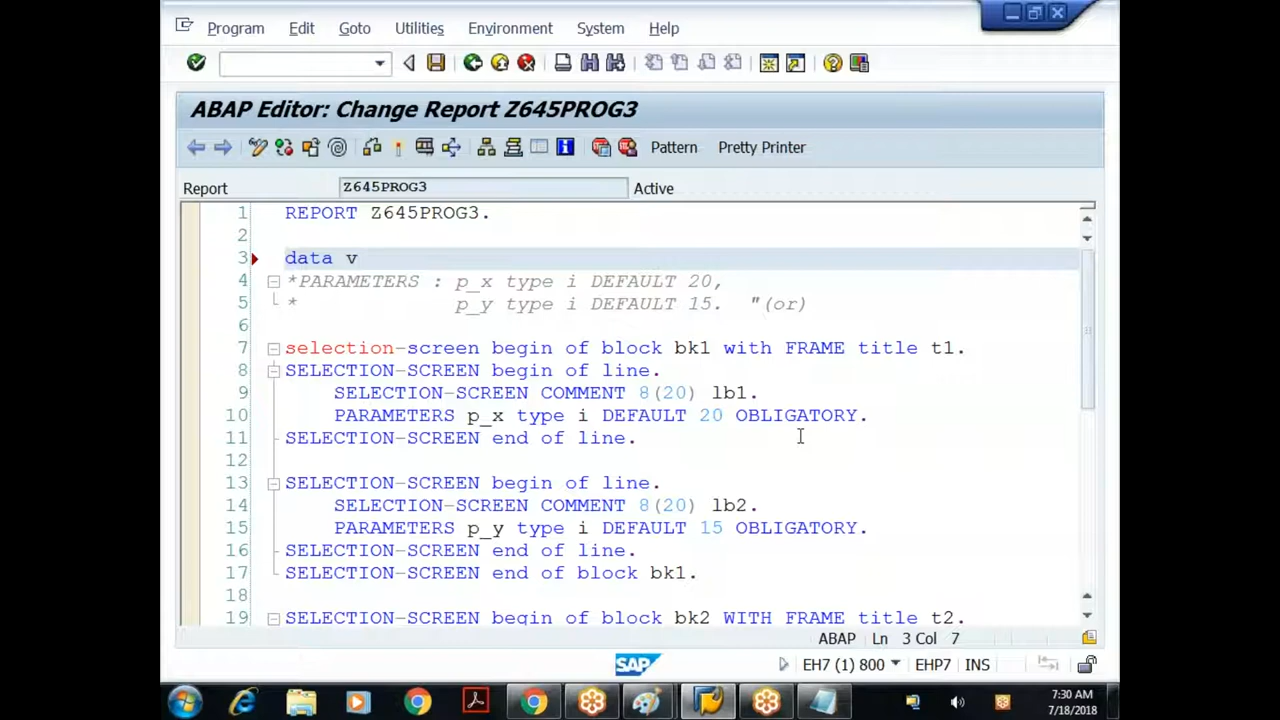 Program Edit Goto Utilities Environment System Help
ABAP Editor: Change Report Z645PROG3
Pattern Pretty Printer
Report Z645PROG3 Active
1 REPORT Z645PROG3.
2
3 data v
4 *PARAMETERS : p_x type i DEFAULT 20,
5 * p_y type i DEFAULT 15. "(or)
6
7 selection-screen begin of block bk1 with FRAME title t1.
8 SELECTION-SCREEN begin of line.
9 SELECTION-SCREEN COMMENT 8(20) lb1.
10 PARAMETERS p_x type i DEFAULT 20 OBLIGATORY.
11 SELECTION-SCREEN end of line.
12
13 SELECTION-SCREEN begin of line.
14 SELECTION-SCREEN COMMENT 8(20) lb2.
15 PARAMETERS p_y type i DEFAULT 15 OBLIGATORY.
16 SELECTION-SCREEN end of line.
17 SELECTION-SCREEN end of block bk1.
18
19 SELECTION-SCREEN begin of block bk2 WITH FRAME title t2.
ABAP Ln 3 Col 7
SAP EH7 (1) 800 EHP7 INS
7:30 AM
7/18/2018